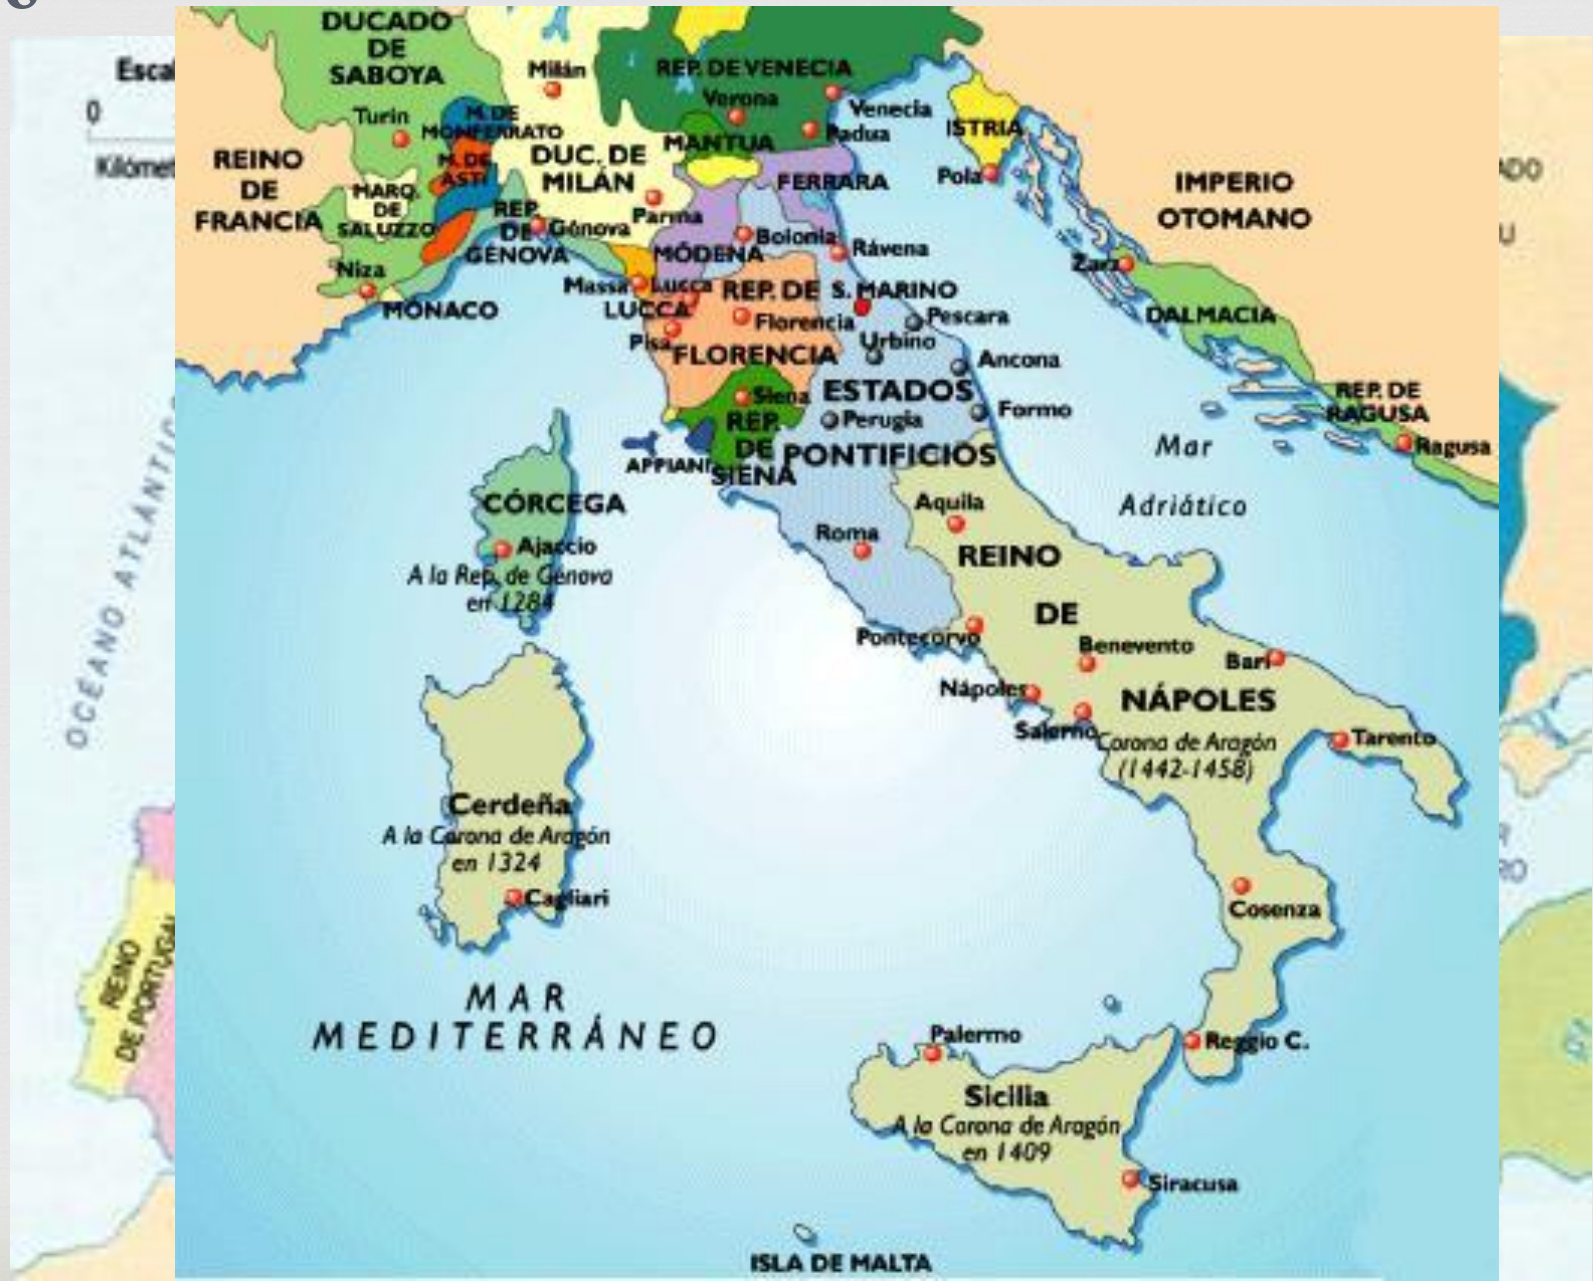 DUCADO
DE
SABOYA
Milán
REP. DE VENECIA
Verona
Venecia
Padua
ISTRIA
Pola
Turin
M. DE
MONFERRATO
M. DE
ASTI
MANTUA
DUC. DE
MILÁN
FERRARA
REINO
DE
FRANCIA
MARQ.
DE
SALUZZO
REP.
DE
GÉNOVA
Génova
Parma
MÓDENA
Bolonia
Rávena
IMPERIO
OTOMANO
Zara
DALMACIA
Niza
MÓNACO
Massa
Lucca
LUCCA
REP. DE
FLORENCIA
Florencia
S. MARINO
Pescara
Urbino
Ancona
Pisa
Siena
REP.
DE
SIENA
ESTADOS
PONTIFICIOS
Perugia
Formo
REP. DE
RAGUSA
Ragusa
Mar
Adriático
APPIANI
CÓRCEGA
Ajaccio
A la Rep. de Génova
en 1284
Aquila
Roma
REINO
DE
NÁPOLES
Corona de Aragón
(1442-1458)
Pontecorvo
Benevento
Bari
Nápoles
Salerno
Tarento
Cerdeña
A la Corona de Aragón
en 1324
Cagliari
Cosenza
MAR
MEDITERRÁNEO
Palermo
Reggio C.
Sicilia
A la Corona de Aragón
en 1409
Siracusa
ISLA DE MALTA
0
OCÉANO ATLÁNTIC
REINO
DE PORTUGAL